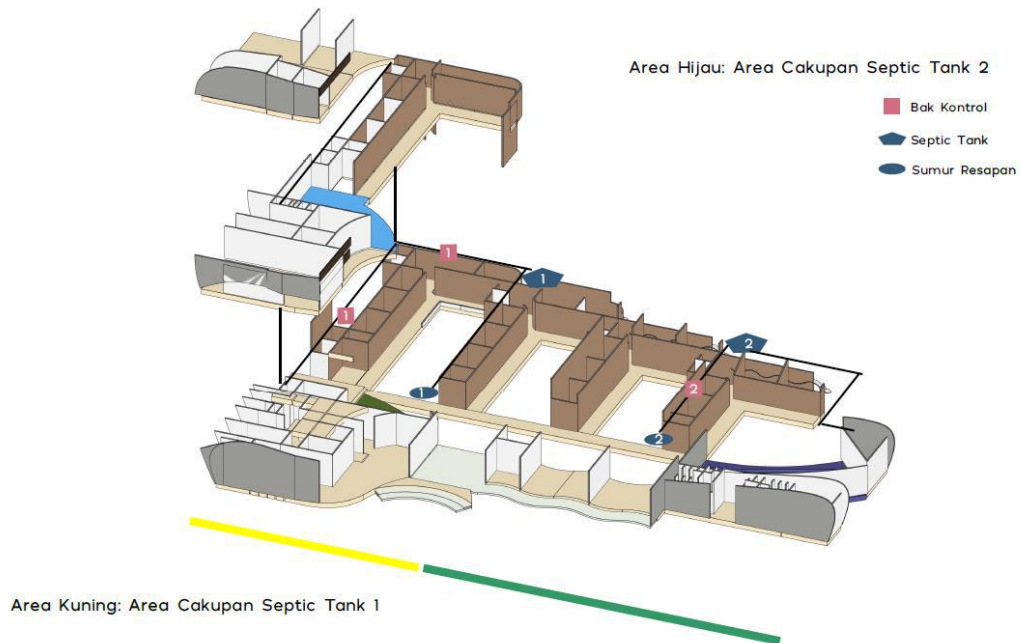 Area Hijau: Area Cakupan Septic Tank 2
Bak Kontrol
Septic Tank
Sumur Resapan
1
1
1
2
2
1
2
Area Kuning: Area Cakupan Septic Tank 1